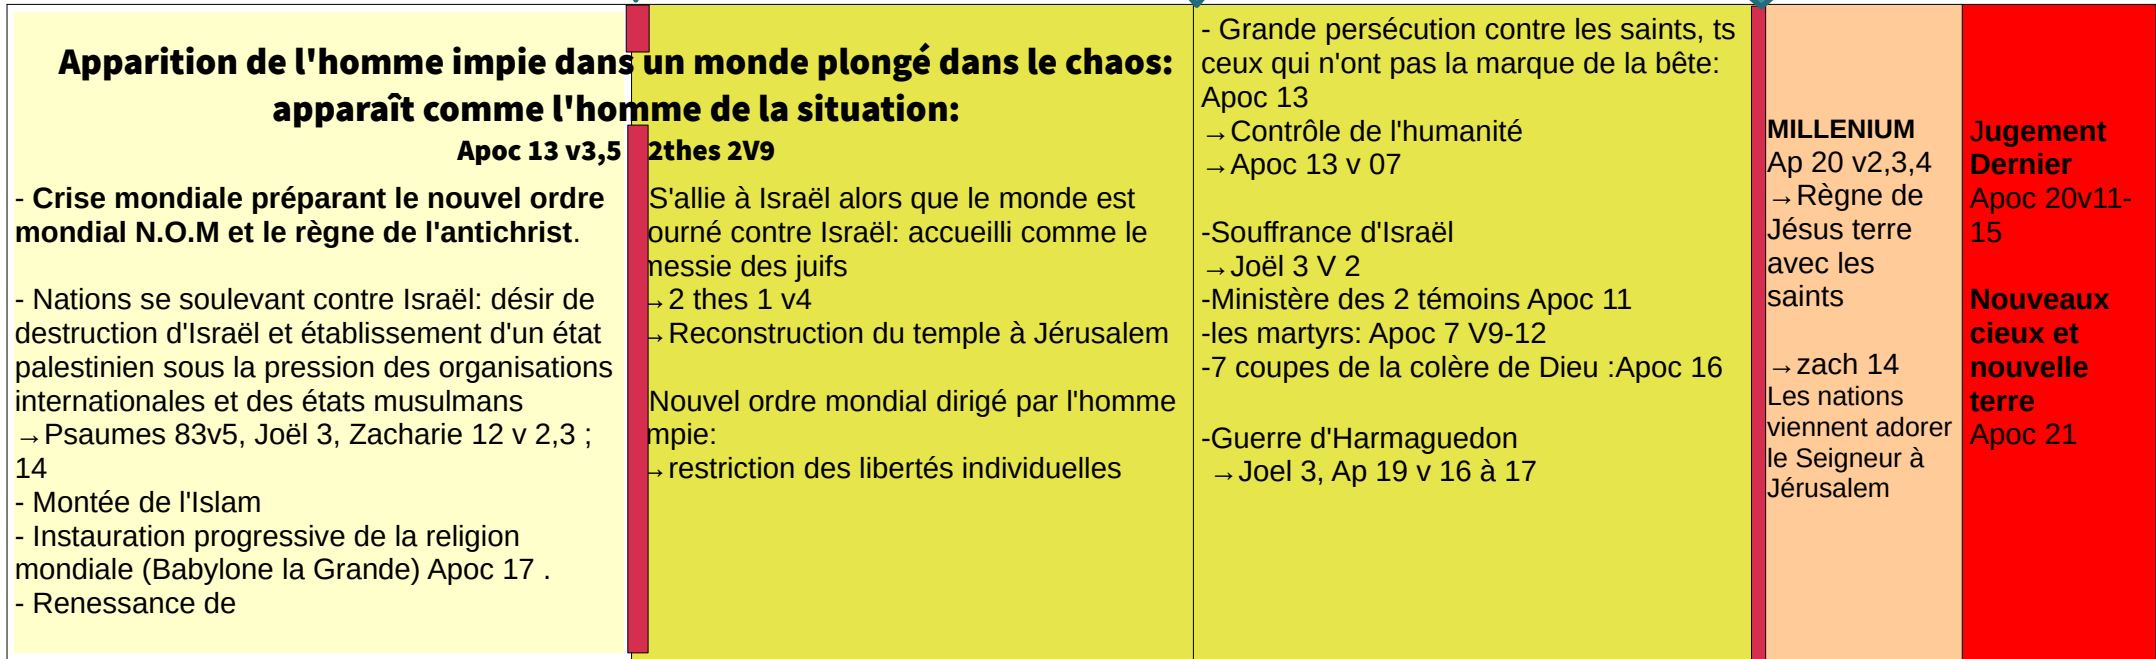 Apparition de l'homme impie dans un monde plongé dans le chaos:
apparaît comme l'homme de la situation:
Apoc 13 v3,5 2thes 2V9
- Crise mondiale préparant le nouvel ordre
mondial N.O.M et le règne de l'antichrist.
- Nations se soulevant contre Israël: désir de
destruction d'Israël et établissement d'un état
palestinien sous la pression des organisations
internationales et des états musulmans
→Psaumes 83v5, Joël 3, Zacharie 12 v 2,3 ;
14
- Montée de l'Islam
- Instauration progressive de la religion
mondiale (Babylone la Grande) Apoc 17 .
- Renessance de
S'allie à Israël alors que le monde est
ourné contre Israël: accueilli comme le
messie des juifs
→2 thes 1 v4
→Reconstruction du temple à Jérusalem
Nouvel ordre mondial dirigé par l'homme
mpie:
→restriction des libertés individuelles
- Grande persécution contre les saints, ts
ceux qui n'ont pas la marque de la bête:
Apoc 13
→Contrôle de l'humanité
→Apoc 13 v 07
-Souffrance d'Israël
→Joël 3 V 2
-Ministère des 2 témoins Apoc 11
-les martyrs: Apoc 7 V9-12
-7 coupes de la colère de Dieu :Apoc 16
-Guerre d'Harmaguedon
→Joel 3, Ap 19 v 16 à 17
MILLENIUM
Ap 20 v2,3,4
→Règne de
Jésus terre
avec les
saints
→zach 14
Les nations
viennent adorer
le Seigneur à
Jérusalem
Jugement
Dernier
Apoc 20v11-
15
Nouveaux
cieux et
nouvelle
terre
Apoc 21